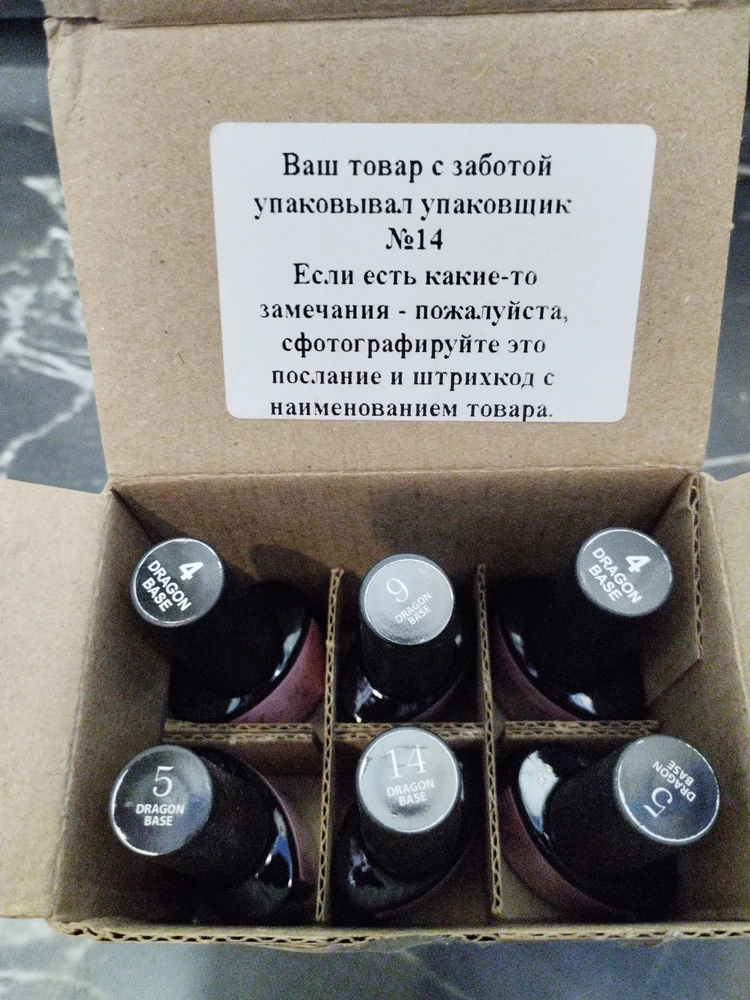 Ваш товар с заботой
упаковывал упаковщик
№14
Если есть какие-то
замечания - пожалуйста,
сфотографируйте это
послание и штрихкод с
наименованием товара.
4
DRAGON
BASE
9
DRAGON
BASE
4
DRAGON
BASE
5
DRAGON
BASE
14
DRAGON
BASE
5
DRAGON
BASE